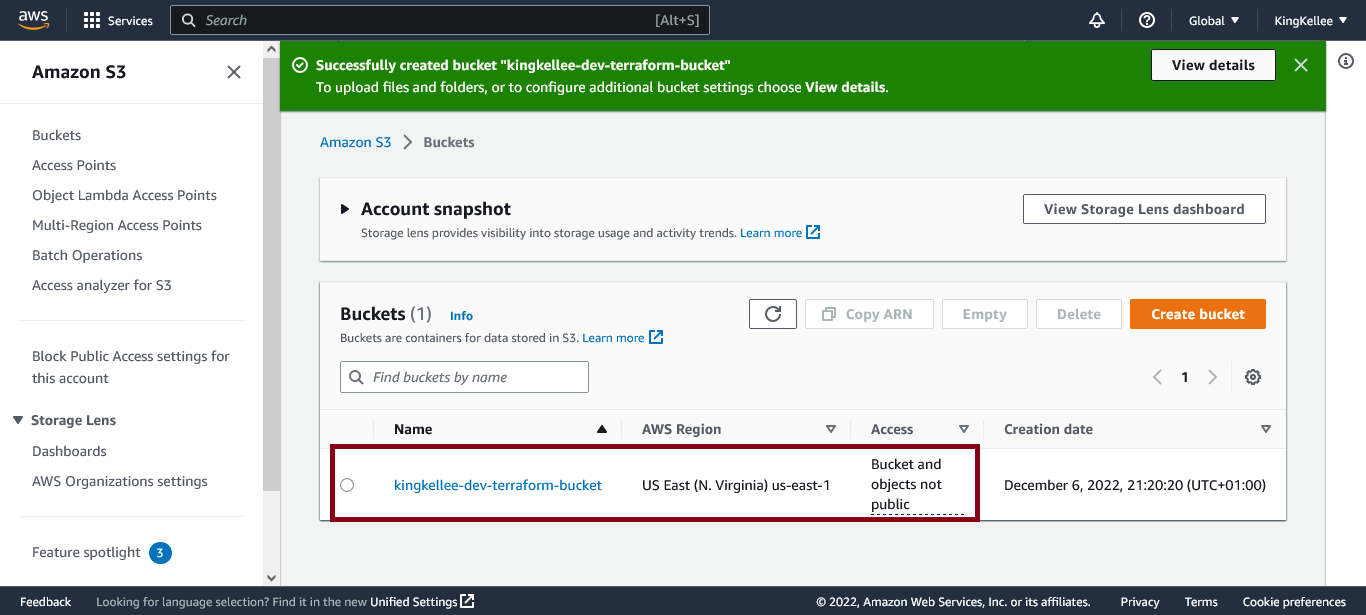 aws Services Search [Alt+S] Global KingKellee
Amazon S3
Buckets
Access Points
Object Lambda Access Points
Multi-Region Access Points
Batch Operations
Access analyzer for S3
Block Public Access settings for
this account
Storage Lens
Dashboards
AWS Organizations settings
Feature spotlight 3
Successfully created bucket "kingkellee-dev-terraform-bucket"
To upload files and folders, or to configure additional bucket settings choose View details.
View details
Amazon S3 Buckets
Account snapshot
Storage lens provides visibility into storage usage and activity trends. Learn more
View Storage Lens dashboard
Buckets (1) Info
Buckets are containers for data stored in S3. Learn more
Copy ARN Empty Delete Create bucket
Find buckets by name
1
Name AWS Region Access Creation date
kingkellee-dev-terraform-bucket US East (N. Virginia) us-east-1
Bucket and
objects not
public
December 6, 2022, 21:20:20 (UTC+01:00)
Feedback Looking for language selection? Find it in the new Unified Settings © 2022, Amazon Web Services, Inc. or its affiliates. Privacy Terms Cookie preferences